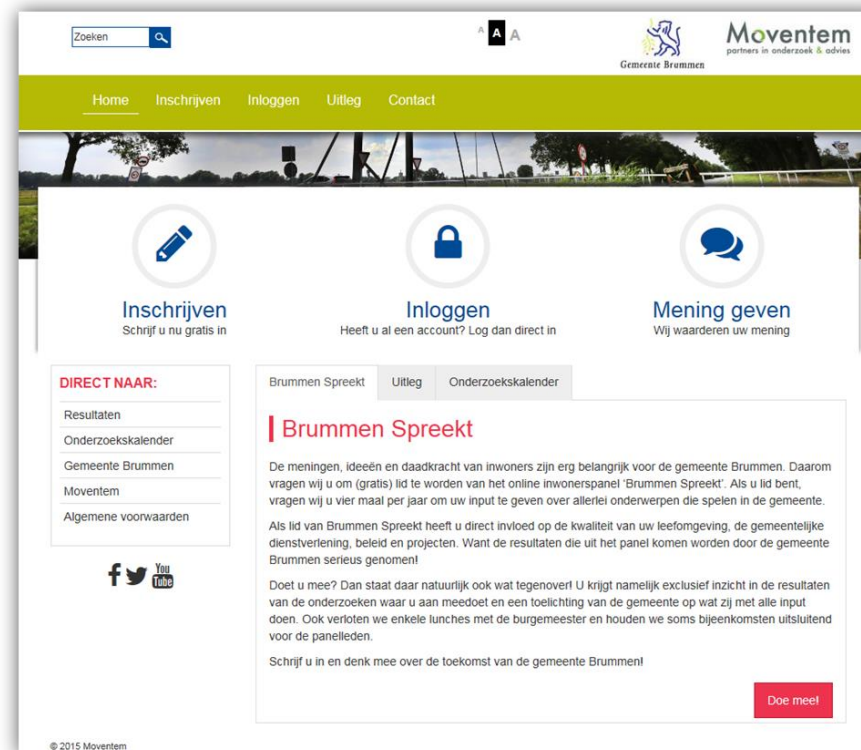 Zoeken
A A A
Gemeente Brummen
Moventem
partners in onderzoek & advies
Home Inschrijven Inloggen Uitleg Contact
Inschrijven
Schrijf u nu gratis in
Inloggen
Heeft u al een account? Log dan direct in
Mening geven
Wij waarderen uw mening
DIRECT NAAR:
Resultaten
Onderzoekskalender
Gemeente Brummen
Moventem
Algemene voorwaarden
You
Tube
Brummen Spreekt Uitleg Onderzoekskalender
Brummen Spreekt
De meningen, ideeën en daadkracht van inwoners zijn erg belangrijk voor de gemeente Brummen. Daarom
vragen wij u om (gratis) lid te worden van het online inwonerspanel 'Brummen Spreekt'. Als u lid bent,
vragen wij u vier maal per jaar om uw input te geven over allerlei onderwerpen die spelen in de gemeente.
Als lid van Brummen Spreekt heeft u direct invloed op de kwaliteit van uw leefomgeving, de gemeentelijke
dienstverlening, beleid en projecten. Want de resultaten die uit het panel komen worden door de gemeente
Brummen serieus genomen!
Doet u mee? Dan staat daar natuurlijk ook wat tegenover! U krijgt namelijk exclusief inzicht in de resultaten
van de onderzoeken waar u aan meedoet en een toelichting van de gemeente op wat zij met alle input
doen. Ook verloten we enkele lunches met de burgemeester en houden we soms bijeenkomsten uitsluitend
voor de panelleden.
Schrijf u in en denk mee over de toekomst van de gemeente Brummen!
Doe mee!
© 2015 Moventem